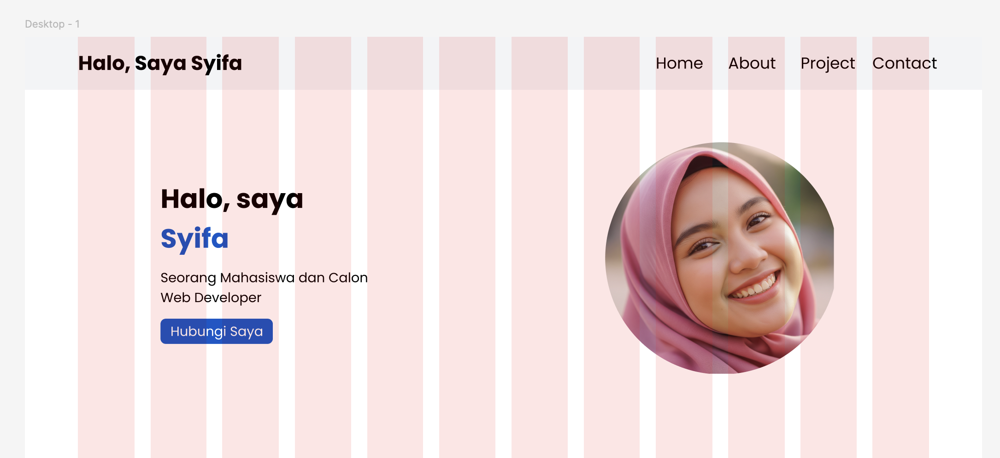 Desktop - 1
Halo, Saya Syifa
Home
About
Project
Contact
Halo, saya
Syifa
Seorang Mahasiswa dan Calon
Web Developer
Hubungi Saya